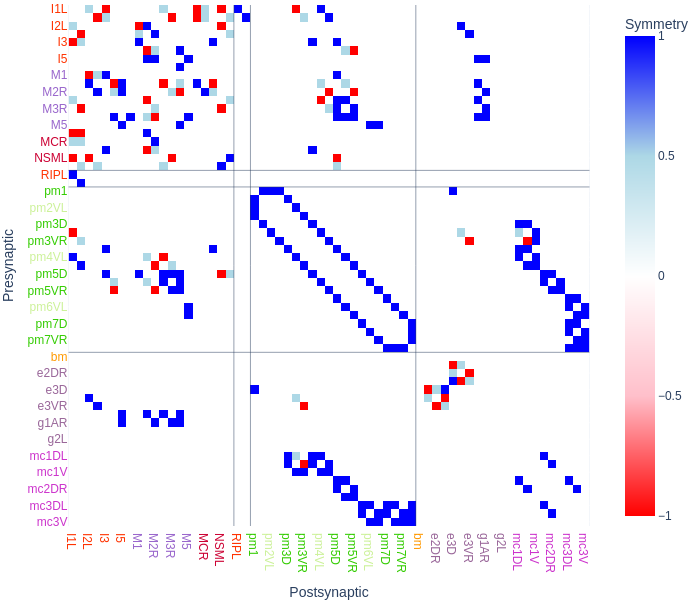 Symmetry
I1L
I2L
I3
I5
M1
M2R
M3R
M5
MCR
NSML
RIPL
pm1
pm2VL
pm3D
pm3VR
pm4VL
pm5D
pm5VR
pm6VL
pm7D
pm7VR
bm
e2DR
e3D
e3VR
g1AR
g2L
mc1DL
mc1V
mc2DR
mc3DL
mc3V
Presynaptic
I1L
I2L
I3
I5
M1
M2R
M3R
M5
MCR
NSML
RIPL
pm1
pm2VL
pm3D
pm3VR
pm4VL
pm5D
pm5VR
pm6VL
pm7D
pm7VR
bm
e2DR
e3D
e3VR
g1AR
g2L
mc1DL
mc1V
mc2DR
mc3DL
mc3V
Postsynaptic
1
0.5
0
−0.5
−1